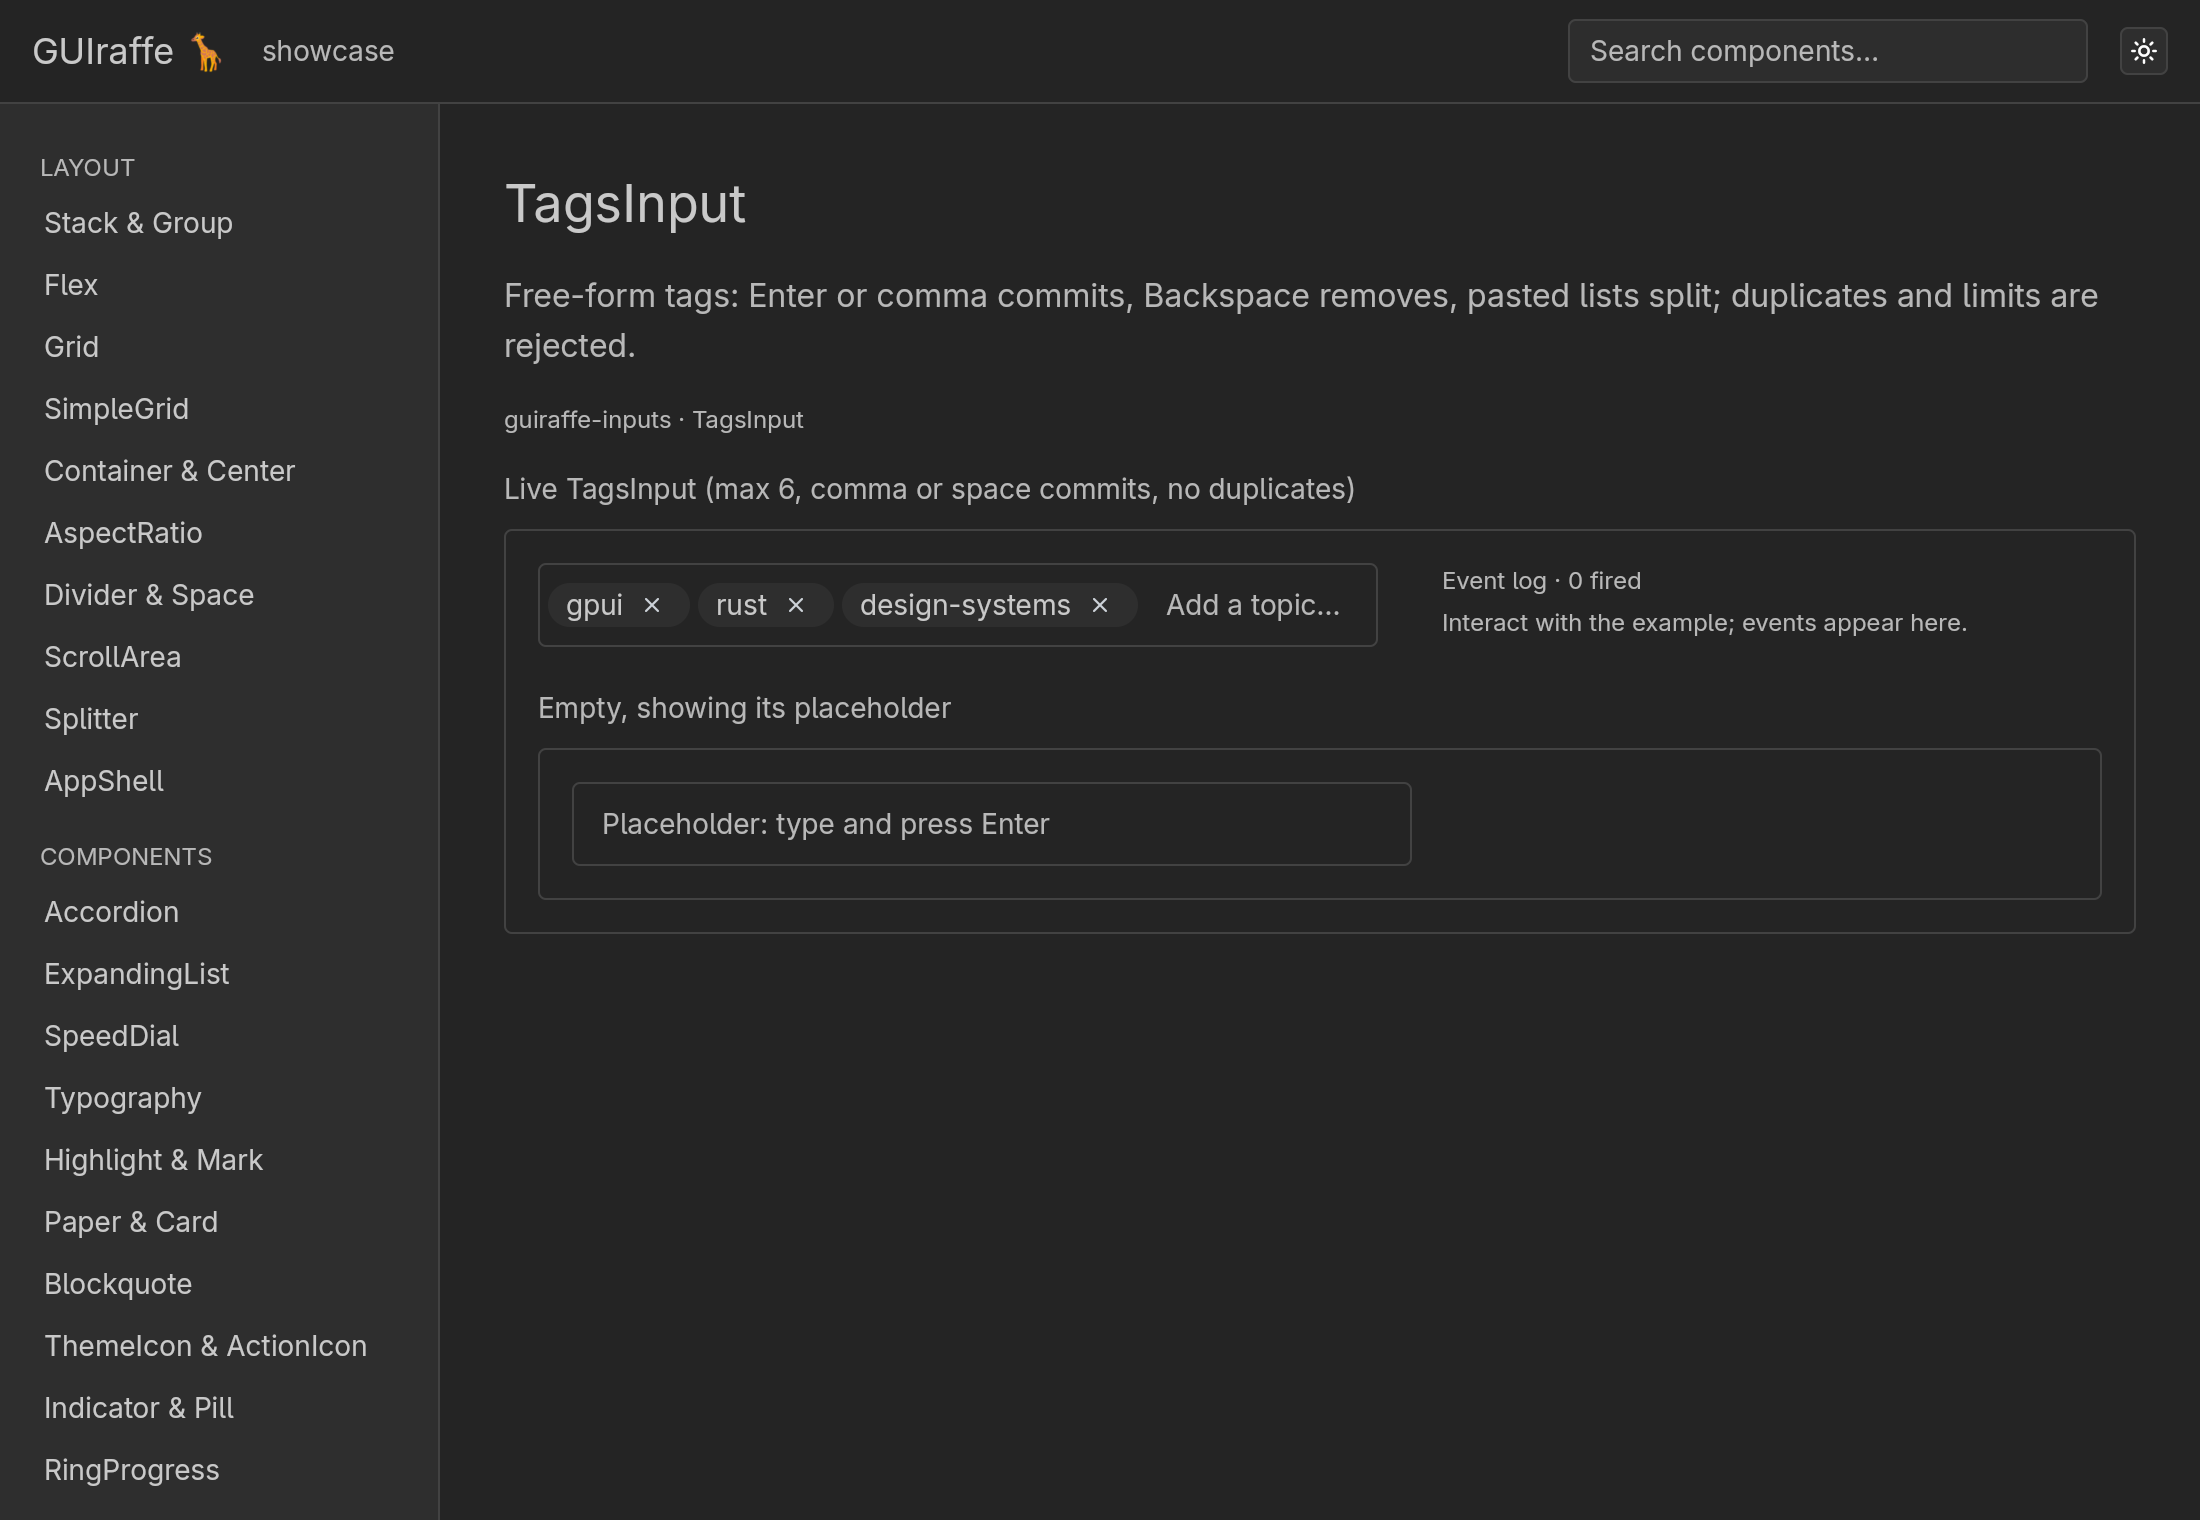 GUIraffe 🦒 showcase
Search components...
LAYOUT
Stack & Group
Flex
Grid
SimpleGrid
Container & Center
AspectRatio
Divider & Space
ScrollArea
Splitter
AppShell
COMPONENTS
Accordion
ExpandingList
SpeedDial
Typography
Highlight & Mark
Paper & Card
Blockquote
ThemeIcon & ActionIcon
Indicator & Pill
RingProgress
TagsInput
Free-form tags: Enter or comma commits, Backspace removes, pasted lists split; duplicates and limits are
rejected.
guiraffe-inputs · TagsInput
Live TagsInput (max 6, comma or space commits, no duplicates)
gpui × rust × design-systems × Add a topic...
Event log · 0 fired
Interact with the example; events appear here.
Empty, showing its placeholder
Placeholder: type and press Enter